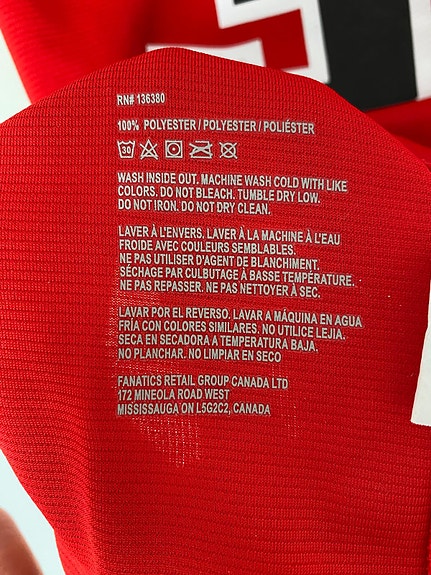 RN# 136380
100% POLYESTER / POLYESTER / POLIÉSTER
30
WASH INSIDE OUT. MACHINE WASH COLD WITH LIKE
COLORS. DO NOT BLEACH. TUMBLE DRY LOW.
DO NOT IRON. DO NOT DRY CLEAN.
LAVER À L'ENVERS. LAVER À LA MACHINE À L'EAU
FROIDE AVEC COULEURS SEMBLABLES.
NE PAS UTILISER D'AGENT DE BLANCHIMENT.
SÉCHAGE PAR CULBUTAGE À BASSE TEMPÉRATURE.
NE PAS REPASSER. NE PAS NETTOYER À SEC.
LAVAR POR EL REVERSO. LAVAR A MÁQUINA EN AGUA
FRÍA CON COLORES SIMILARES. NO UTILICE LEJIA.
SECA EN SECADORA A TEMPERATURA BAJA.
NO PLANCHAR. NO LIMPIAR EN SECO
FANATICS RETAIL GROUP CANADA LTD
172 MINEOLA ROAD WEST
MISSISSAUGA ON L5G2C2, CANADA